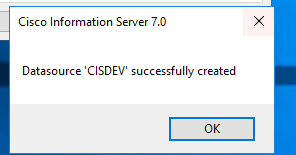 Cisco Information Server 7.0
Datasource 'CISDEV' successfully created
OK